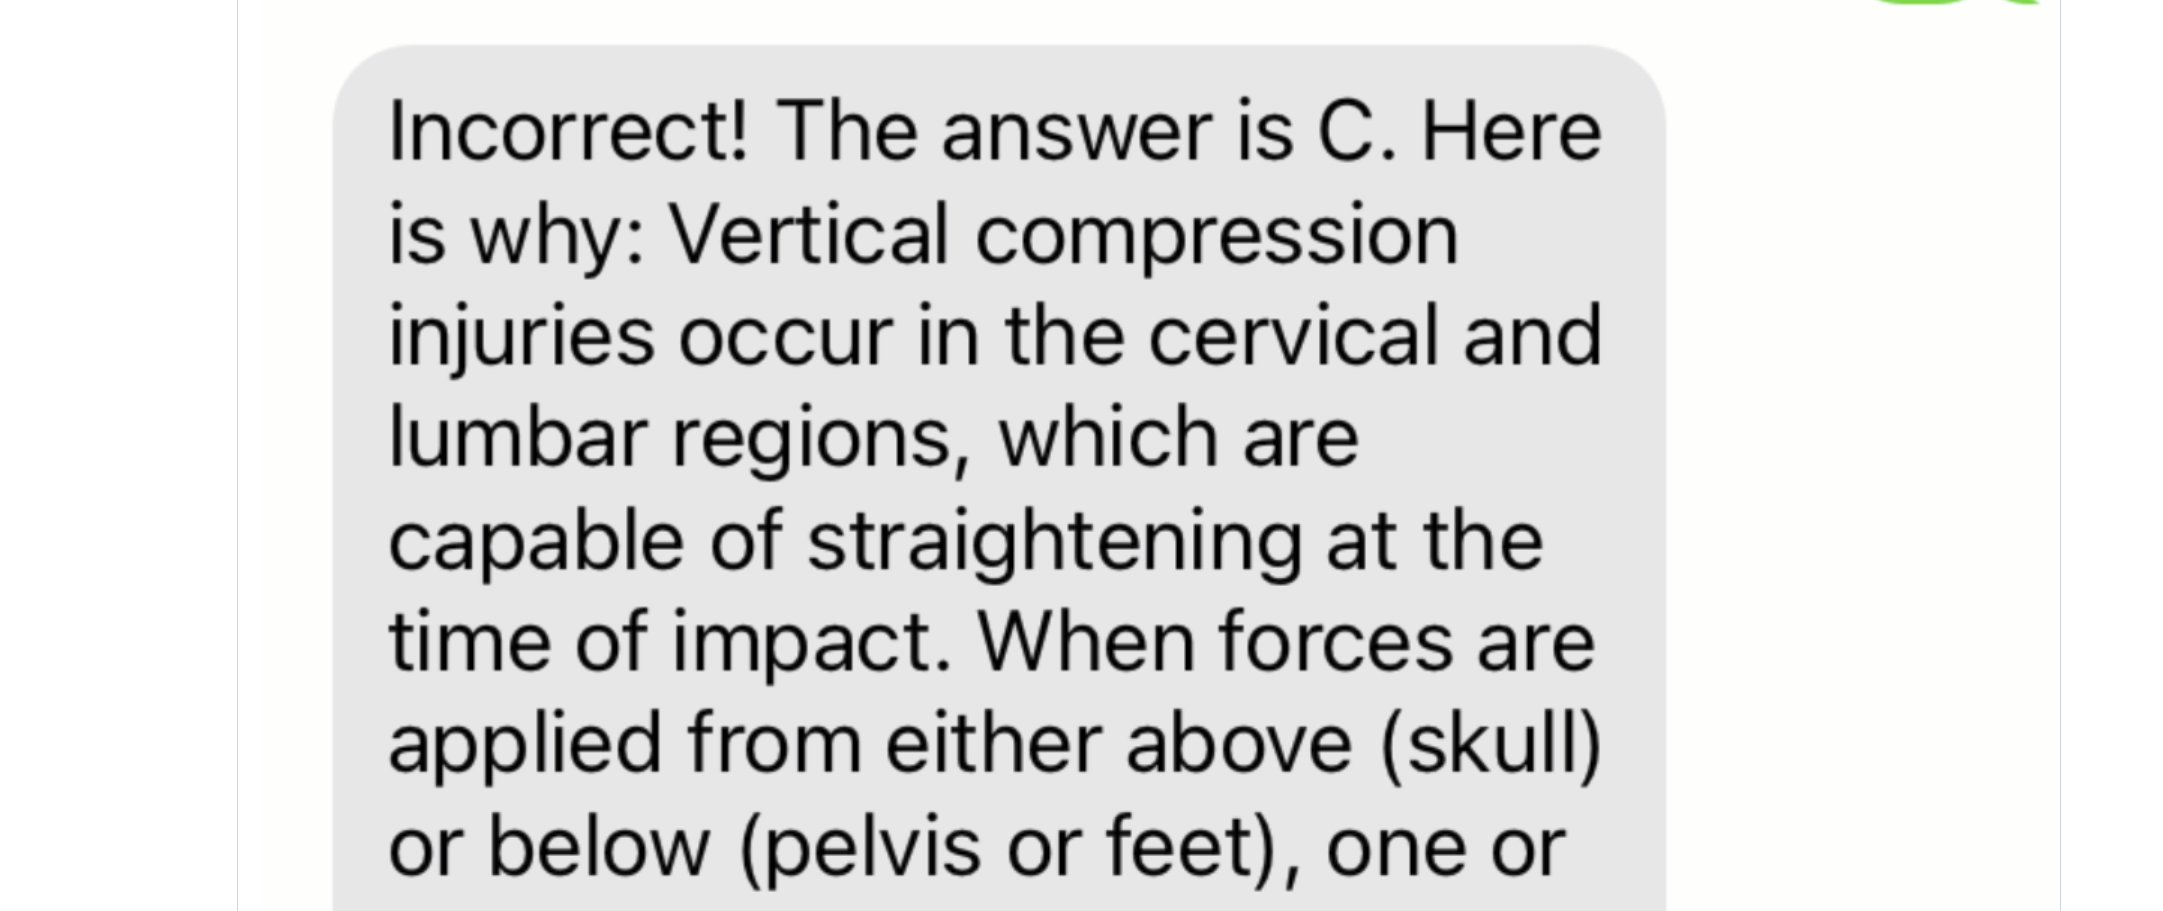 Incorrect! The answer is C. Here
is why: Vertical compression
injuries occur in the cervical and
lumbar regions, which are
capable of straightening at the
time of impact. When forces are
applied from either above (skull)
or below (pelvis or feet), one or